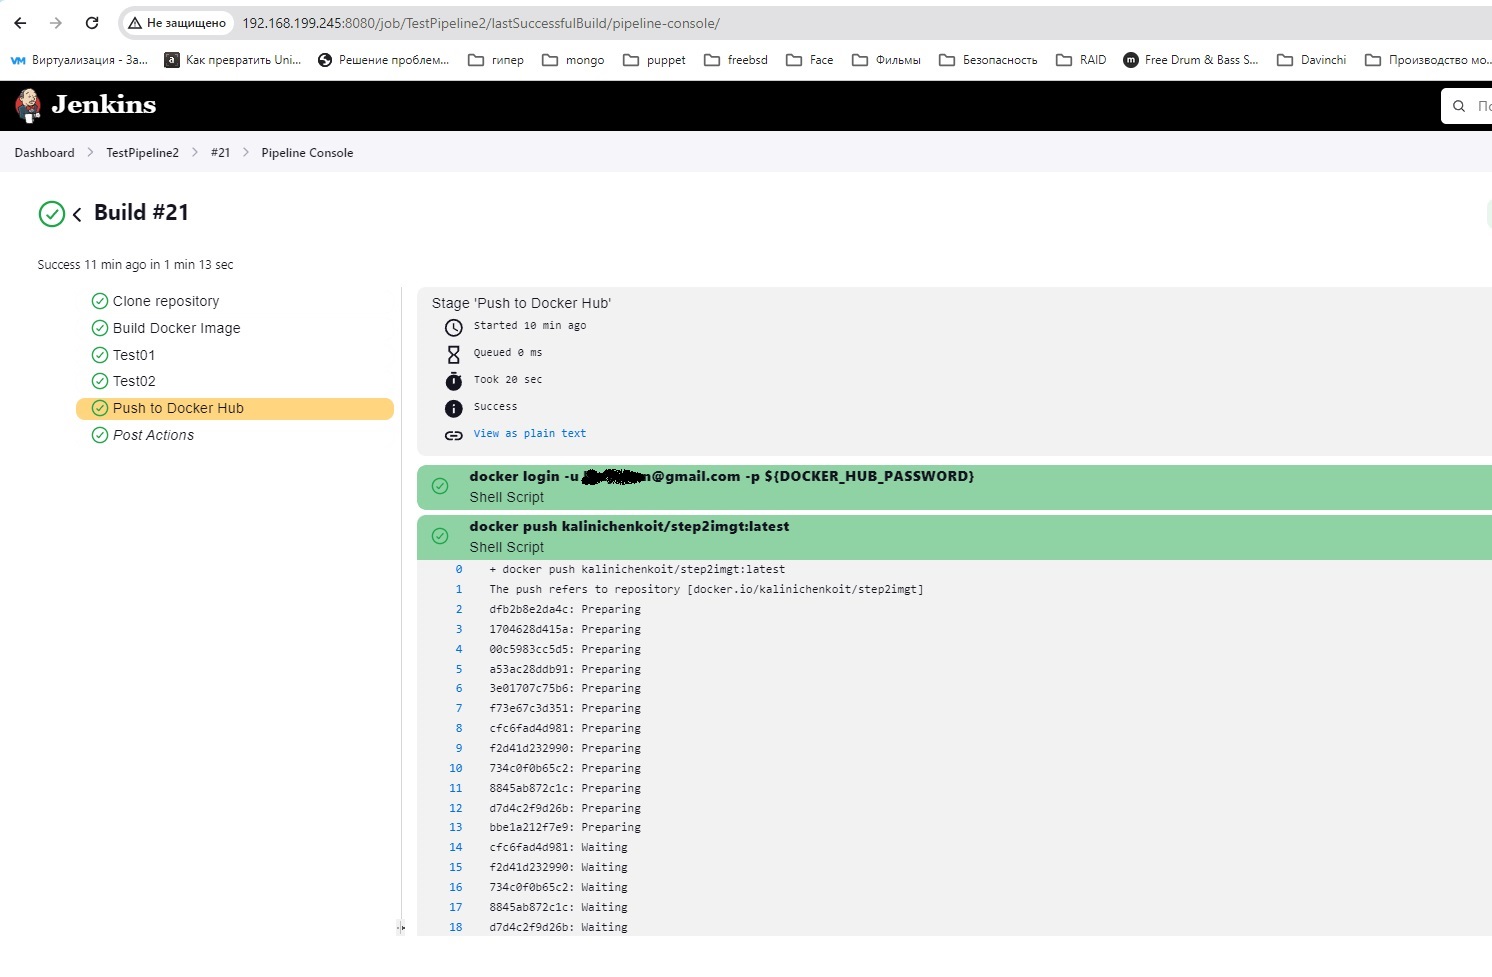 Не защищено 192.168.199.245:8080/job/TestPipeline2/lastSuccessfulBuild/pipeline-console/
Виртуализация - За... Как превратить Uni... Решение проблем... гипер mongo puppet freebsd Face Фильмы Безопасность RAID Free Drum & Bass S... Davinchi Производство мо...
Jenkins
Dashboard TestPipeline2 #21 Pipeline Console
Build #21
Success 11 min ago in 1 min 13 sec
Clone repository
Build Docker Image
Test01
Test02
Push to Docker Hub
Post Actions
Stage 'Push to Docker Hub'
Started 10 min ago
Queued 0 ms
Took 20 sec
Success
View as plain text
docker login -u n@gmail.com -p ${DOCKER_HUB_PASSWORD}
Shell Script
docker push kalinichenkoit/step2imgt:latest
Shell Script
0 + docker push kalinichenkoit/step2imgt:latest
1 The push refers to repository [docker.io/kalinichenkoit/step2imgt]
2 dfb2b8e2da4c: Preparing
3 1704628d415a: Preparing
4 00c5983cc5d5: Preparing
5 a53ac28ddb91: Preparing
6 3e01707c75b6: Preparing
7 f73e67c3d351: Preparing
8 cfc6fad4d981: Preparing
9 f2d41d232990: Preparing
10 734c0f0b65c2: Preparing
11 8845ab872c1c: Preparing
12 d7d4c2f9d26b: Preparing
13 bbe1a212f7e9: Preparing
14 cfc6fad4d981: Waiting
15 f2d41d232990: Waiting
16 734c0f0b65c2: Waiting
17 8845ab872c1c: Waiting
18 d7d4c2f9d26b: Waiting